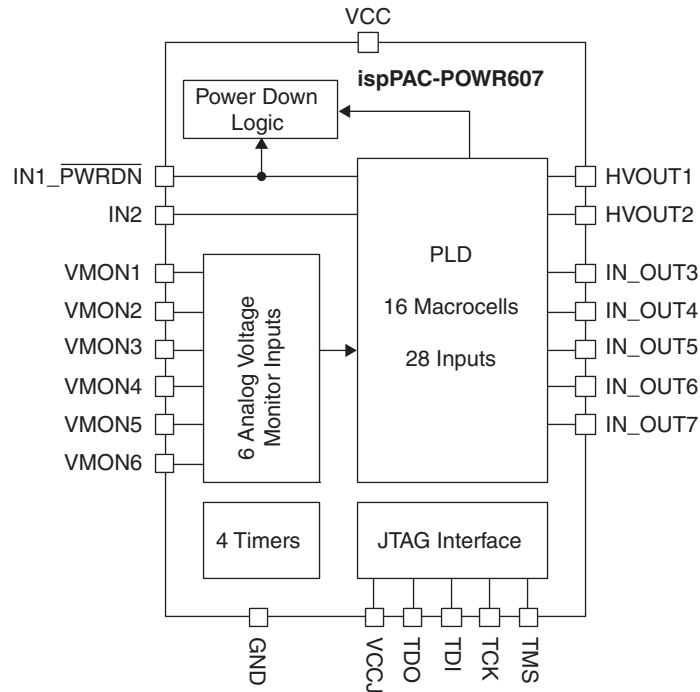 VCC
ispPAC-POWR607
Power Down
Logic
IN1_PWRDN
IN2
VMON1
VMON2
VMON3
VMON4
VMON5
VMON6
6 Analog Voltage
Monitor Inputs
PLD
16 Macrocells
28 Inputs
HVOUT1
HVOUT2
IN_OUT3
IN_OUT4
IN_OUT5
IN_OUT6
IN_OUT7
4 Timers
JTAG Interface
GND
VCCJ
TDO
TDI
TCK
TMS